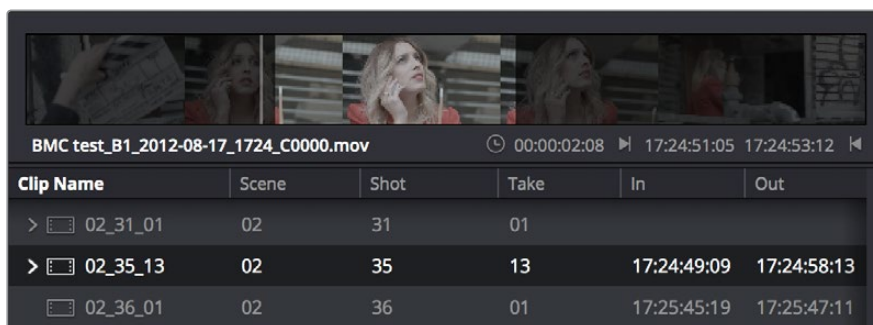 BMC test_B1_2012-08-17_1724_C0000.mov 00:00:02:08 17:24:51:05 17:24:53:12
Clip Name Scene Shot Take In Out
02_31_01 02 31 01
02_35_13 02 35 13 17:24:49:09 17:24:58:13
02_36_01 02 36 01 17:25:45:19 17:25:47:11